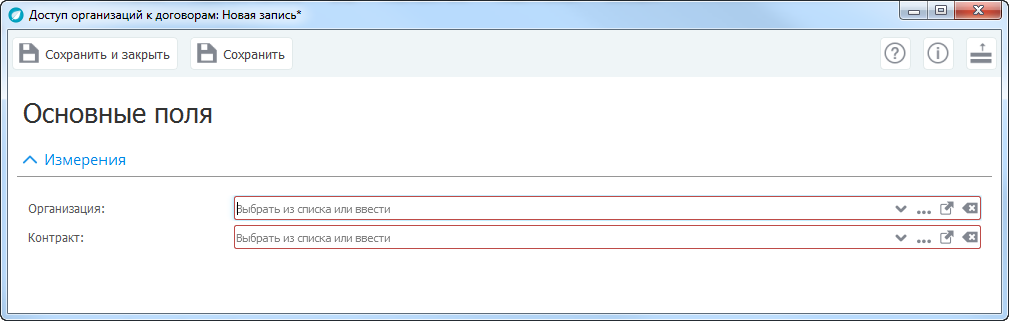 Доступ организаций к договорам: Новая запись*
Сохранить и закрыть
Сохранить
Основные поля
Измерения
Организация:
Выбрать из списка или ввести
Контракт:
Выбрать из списка или ввести